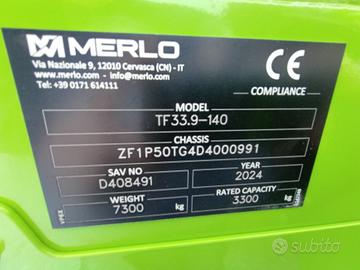 MERLO
Via Nazionale 9, 12010 Cervasca (CN) - IT
www.merlo.com - info@merlo.com
Tel: +39 0171 614111
CE
COMPLIANCE
MODEL
TF33.9-140
CHASSIS
ZF1P50TG4D4000991
SAV NO
YEAR
D408491
2024
WEIGHT
RATED CAPACITY
7300 kg
3300 kg
subito